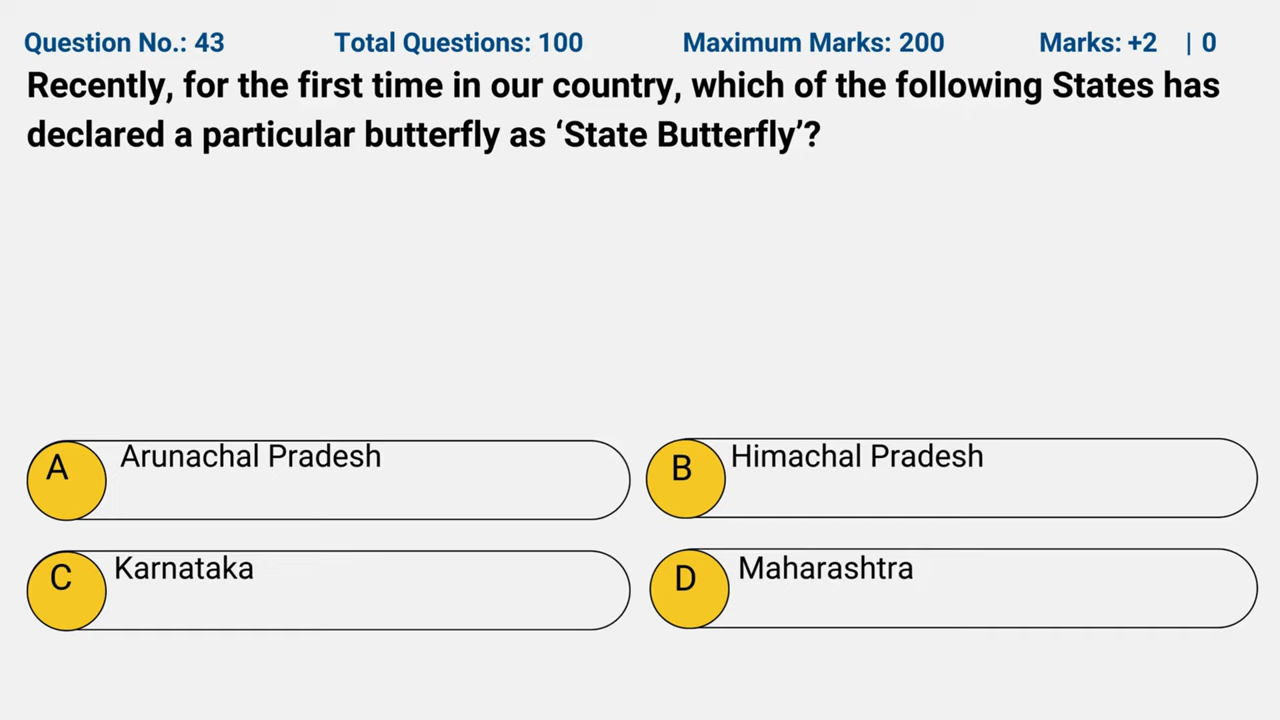 Question No.: 43 Total Questions: 100 Maximum Marks: 200 Marks: +2 | 0
Recently, for the first time in our country, which of the following States has
declared a particular butterfly as ‘State Butterfly’?
A Arunachal Pradesh
B Himachal Pradesh
C Karnataka
D Maharashtra